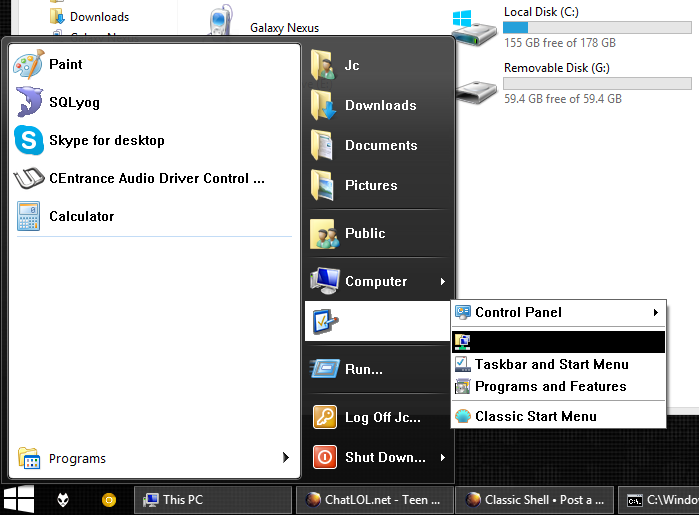 Downloads
Galaxy Nexus
Local Disk (C:)
155 GB free of 178 GB
Removable Disk (G:)
59.4 GB free of 59.4 GB
Paint
SQLyog
Skype for desktop
CEntrance Audio Driver Control ...
Calculator
Programs
Jc
Downloads
Documents
Pictures
Public
Computer
Run...
Log Off Jc...
Shut Down...
Control Panel
Taskbar and Start Menu
Programs and Features
Classic Start Menu
This PC
ChatLOL.net - Teen ...
Classic Shell • Post a ...
C:\Window